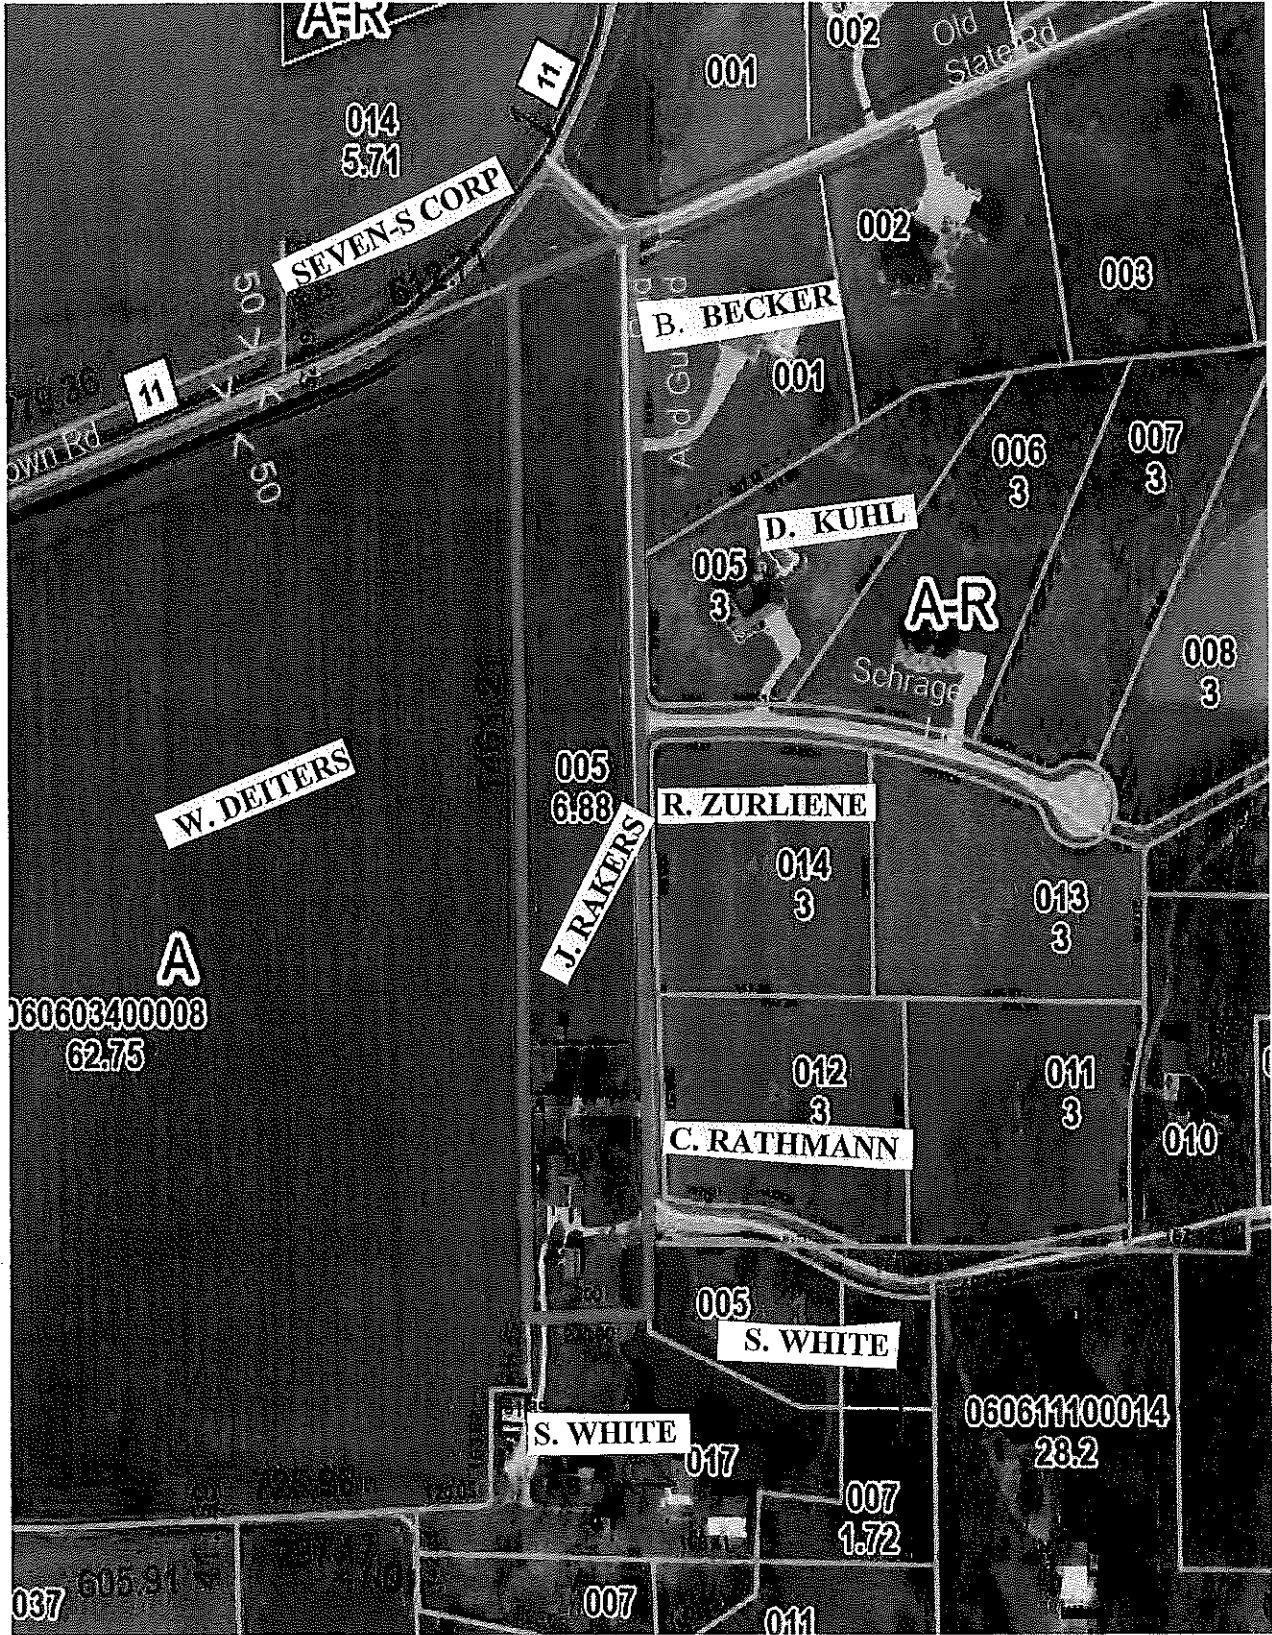 A-R
002
Old
State Rd
11
001
014
5.71
SEVEN-S CORP
002
003
50
B. BECKER
001
11
own Rd
50
006
3
007
3
D. KUHL
005
3
A-R
008
3
Schrage
W. DEITERS
005
6.88
R. ZURLIENE
J. RAKERS
014
3
013
3
A
060603400008
62.75
012
3
011
3
C. RATHMANN
010
005
S. WHITE
060611100014
28.2
S. WHITE
017
007
1.72
605.91
037
007
011